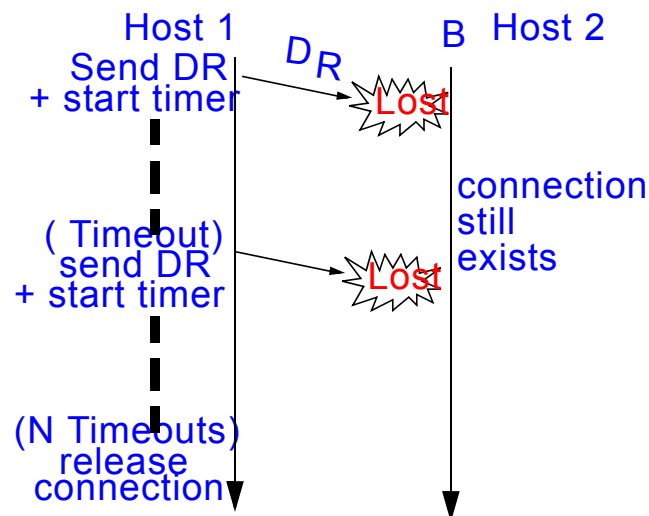 Host 1
B Host 2
Send DR
+ start timer
DR
Lost
connection
still
exists
( Timeout)
send DR
+ start timer
Lost
(N Timeouts)
release
connection